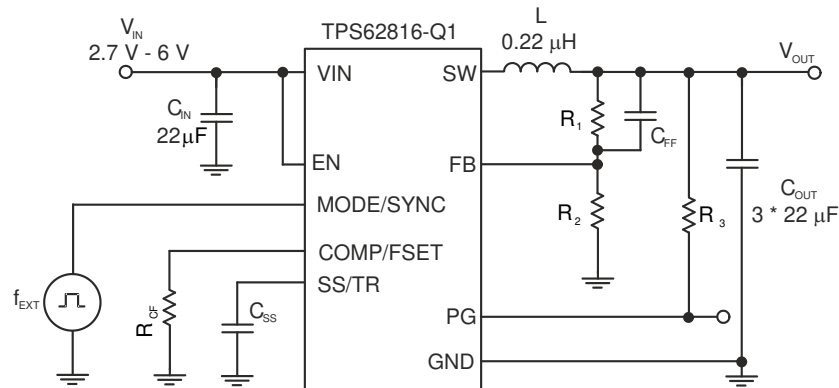 TPS62816-Q1
V_IN
2.7 V - 6 V
L
0.22 µH
V_OUT
VIN
SW
C_IN
22µF
R_1
C_FF
EN
FB
C_OUT
3 * 22 µF
MODE/SYNC
R_2
R_3
COMP/FSET
SS/TR
f_EXT
R_CF
C_SS
PG
GND